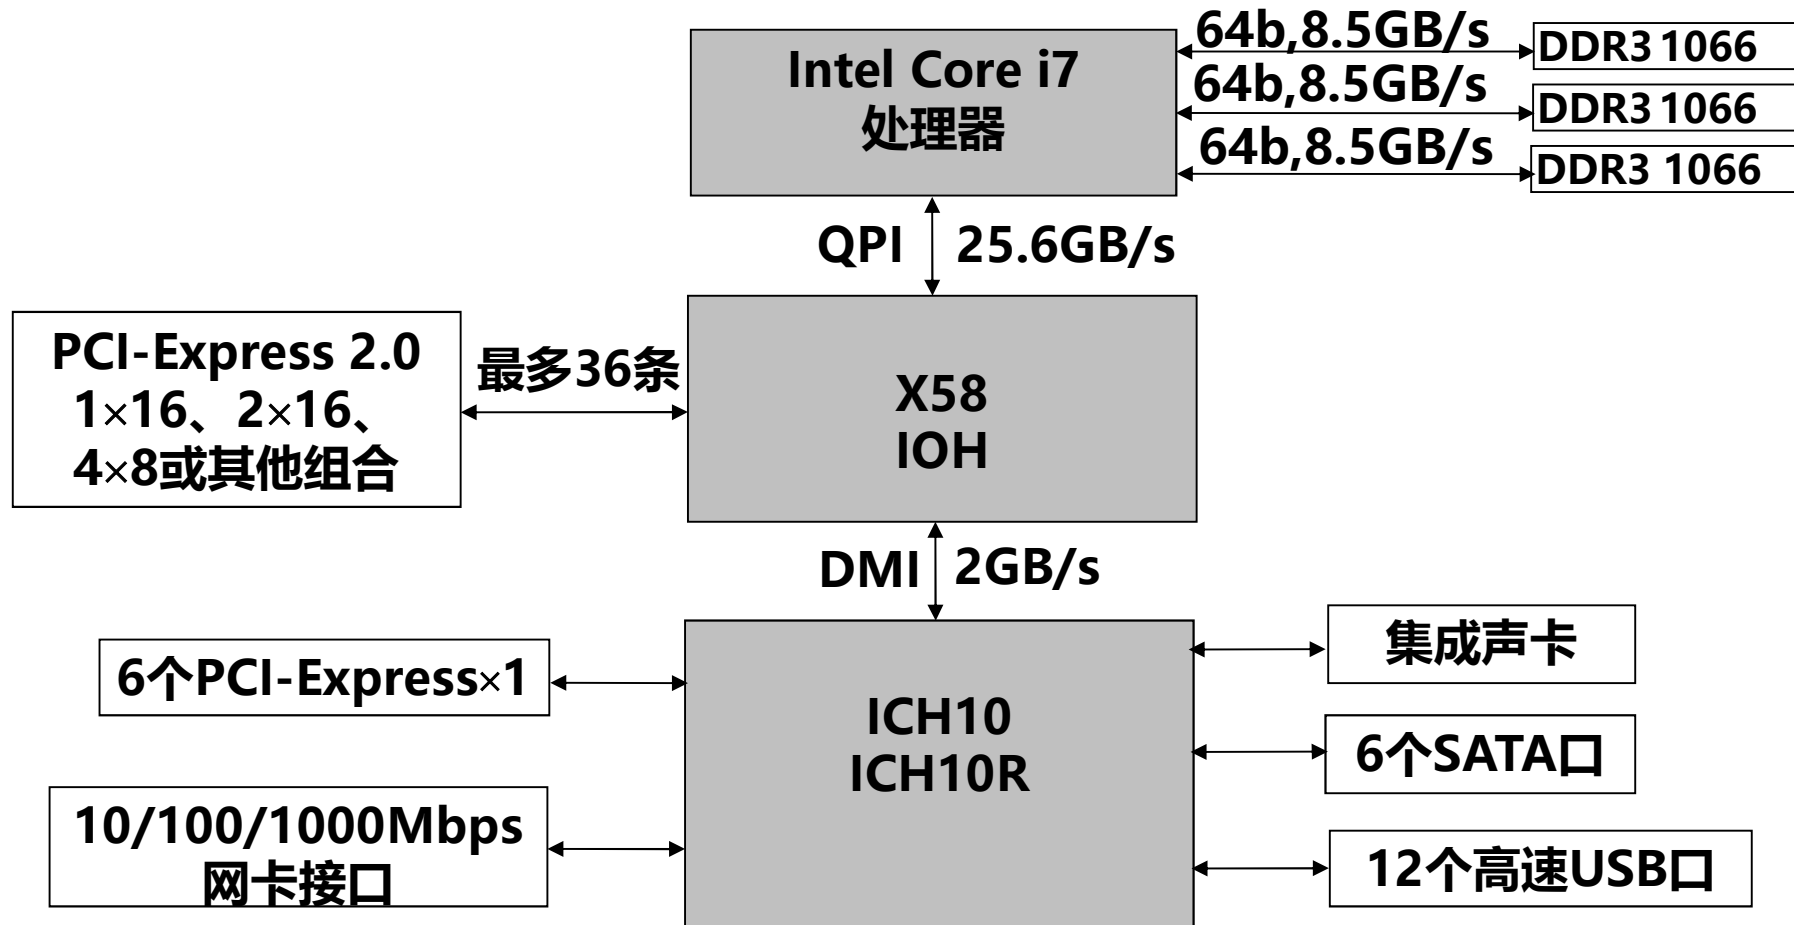 Intel Core i7
处理器
64b,8.5GB/s
DDR3 1066
64b,8.5GB/s
DDR3 1066
64b,8.5GB/s
DDR3 1066
QPI
25.6GB/s
PCI-Express 2.0
1×16、2×16、
4×8或其他组合
最多36条
X58
IOH
DMI
2GB/s
6个PCI-Express×1
10/100/1000Mbps
网卡接口
ICH10
ICH10R
集成声卡
6个SATA口
12个高速USB口